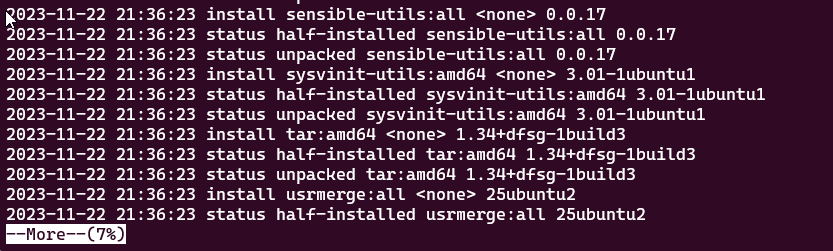 2023-11-22 21:36:23 install sensible-utils:all <none> 0.0.17
2023-11-22 21:36:23 status half-installed sensible-utils:all 0.0.17
2023-11-22 21:36:23 status unpacked sensible-utils:all 0.0.17
2023-11-22 21:36:23 install sysvinit-utils:amd64 <none> 3.01-1ubuntu1
2023-11-22 21:36:23 status half-installed sysvinit-utils:amd64 3.01-1ubuntu1
2023-11-22 21:36:23 status unpacked sysvinit-utils:amd64 3.01-1ubuntu1
2023-11-22 21:36:23 install tar:amd64 <none> 1.34+dfsg-1build3
2023-11-22 21:36:23 status half-installed tar:amd64 1.34+dfsg-1build3
2023-11-22 21:36:23 status unpacked tar:amd64 1.34+dfsg-1build3
2023-11-22 21:36:23 install usrmerge:all <none> 25ubuntu2
2023-11-22 21:36:23 status half-installed usrmerge:all 25ubuntu2
--More--(7%)